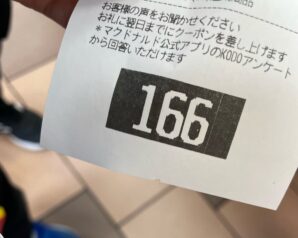 お客様の声をお聞かせください
お礼に翌日までにクーポンを差し上げます
*マクドナルド公式アプリのKODOアンケート
から回答いただけます
166